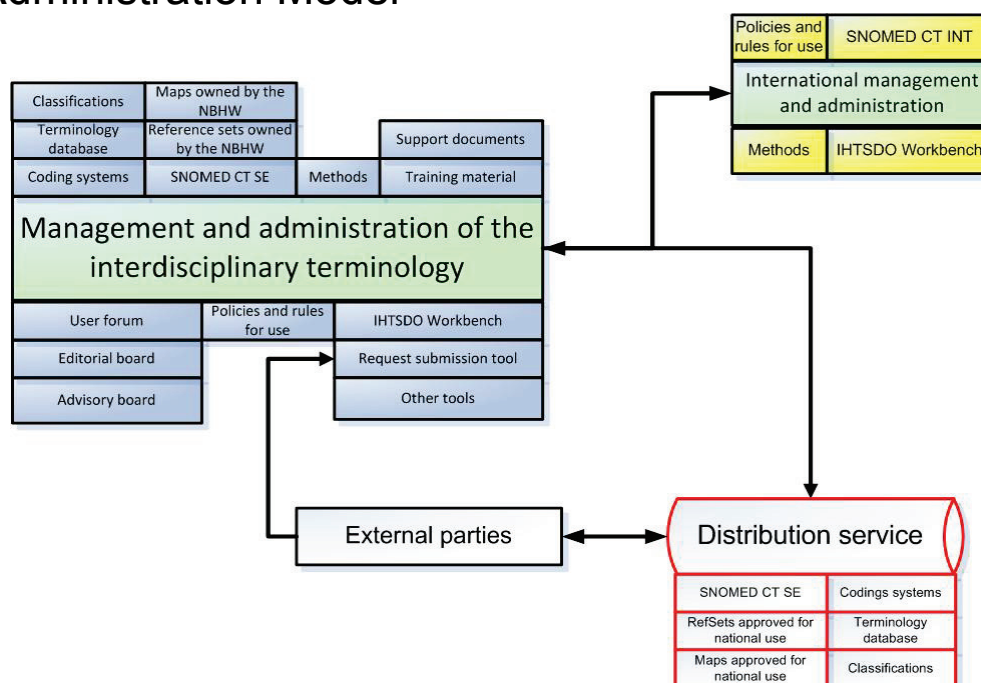 Administration Model
Policies and
rules for use
SNOMED CT INT
International management
and administration
Methods
IHTSDO Workbench
Classifications
Maps owned by the
NBHW
Terminology
database
Reference sets owned
by the NBHW
Support documents
Coding systems
SNOMED CT SE
Methods
Training material
Management and administration of the
interdisciplinary terminology
User forum
Policies and rules
for use
IHTSDO Workbench
Editorial board
Request submission tool
Advisory board
Other tools
External parties
Distribution service
SNOMED CT SE
Codings systems
RefSets approved for
national use
Terminology
database
Maps approved for
national use
Classifications